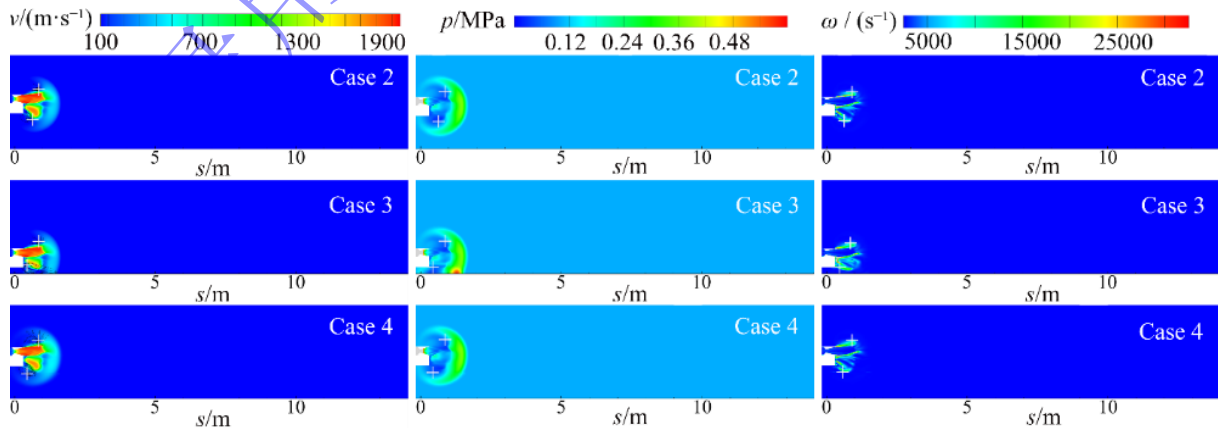 v/(m·s⁻¹) p/MPa ω / (s⁻¹)
100 700 1300 1900 0.12 0.24 0.36 0.48 5000 15000 25000
Case 2 Case 2 Case 2
0 5 10 0 5 10 0 5 10
s/m s/m s/m
Case 3 Case 3 Case 3
0 5 10 0 5 10 0 5 10
s/m s/m s/m
Case 4 Case 4 Case 4
0 5 10 0 5 10 0 5 10
s/m s/m s/m